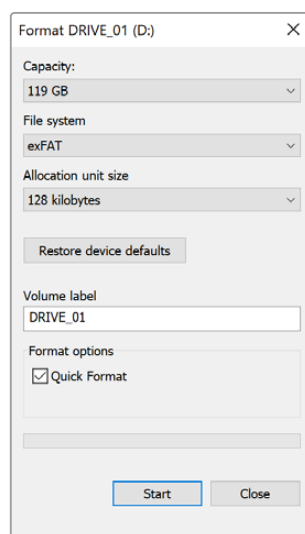 Format DRIVE_01 (D:)
Capacity:
119 GB
File system
exFAT
Allocation unit size
128 kilobytes
Restore device defaults
Volume label
DRIVE_01
Format options
Quick Format
Start Close